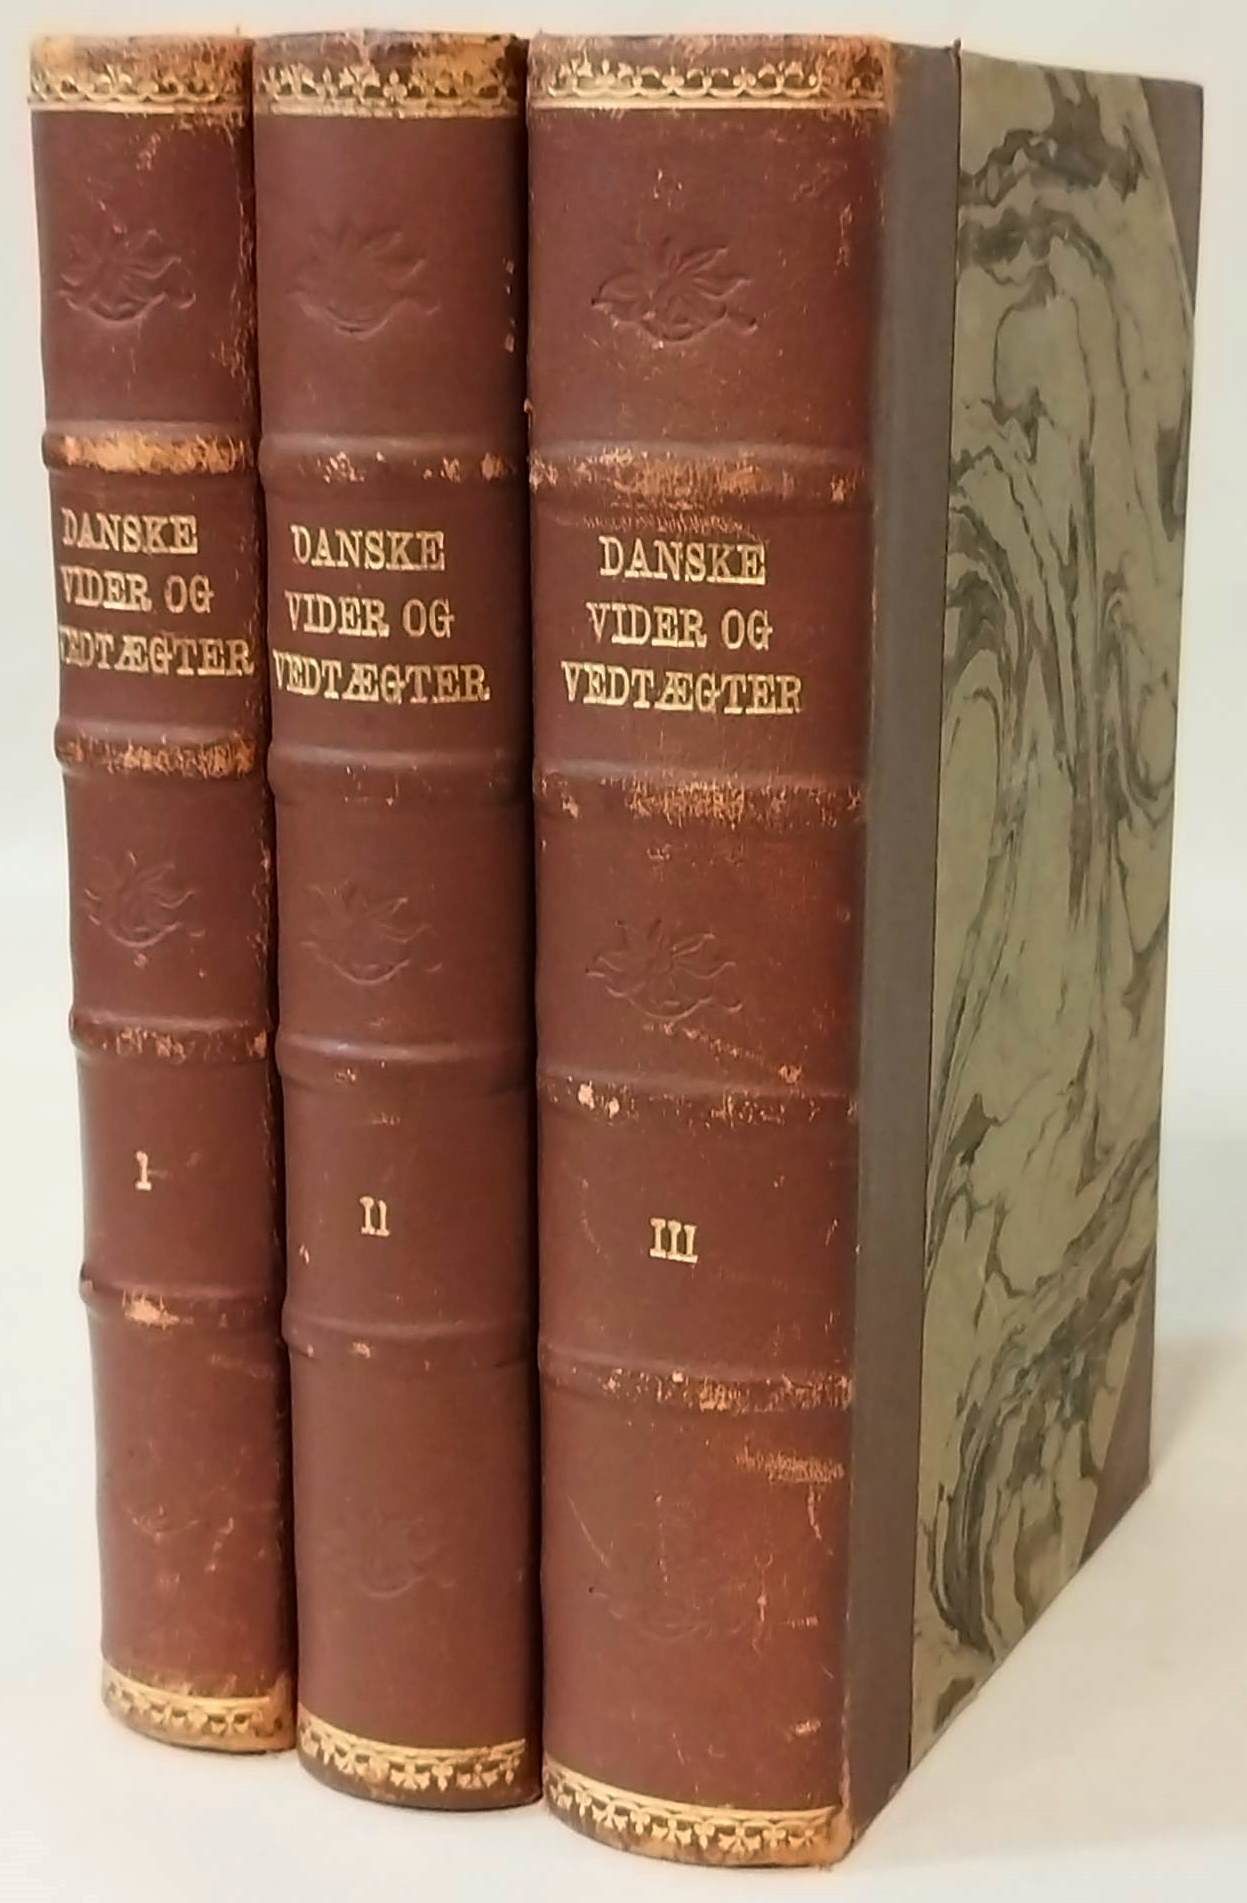 DANSKE
VIDER OG
VEDTÆGTER
I
DANSKE
VIDER OG
VEDTÆGTER
II
DANSKE
VIDER OG
VEDTÆGTER
III